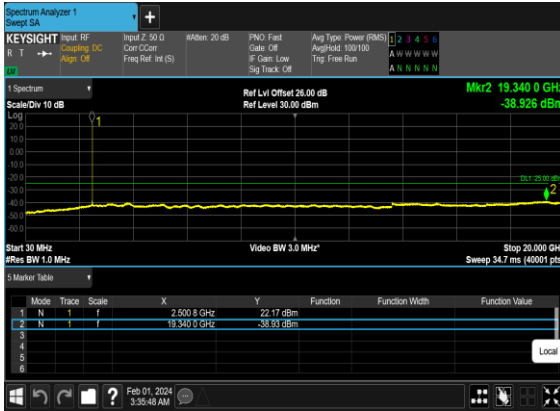 Spectrum Analyzer 1
Swept SA
+
KEYSIGHT
R T
Input: RF
Coupling: DC
Align: Off
Input Z: 50 Ω
Corr CCorr
Freq Ref: Int (S)
#Atten: 20 dB
PNO: Fast
Gate: Off
IF Gain: Low
Sig Track: Off
Avg Type: Power (RMS)
Avg|Hold: 100/100
Trig: Free Run
1 2 3 4 5 6
A W W W W W
A N N N N N
1 Spectrum
Scale/Div 10 dB
Ref Lvl Offset 26.00 dB
Ref Level 30.00 dBm
Mkr2 19.340 0 GHz
-38.926 dBm
Log
20.0
10.0
0.00
-10.0
-20.0
-30.0
-40.0
-50.0
-60.0
1
DL1 -25.00 dBm
2
Start 30 MHz
#Res BW 1.0 MHz
Video BW 3.0 MHz*
Stop 20.000 GHz
Sweep 34.7 ms (40001 pts)
5 Marker Table
Mode Trace Scale X Y Function Function Width Function Value
1 N 1 f 2.500 8 GHz 22.17 dBm
2 N 1 f 19.340 0 GHz -38.93 dBm
3
4
5
6
Local
?
Feb 01, 2024
3:35:48 AM